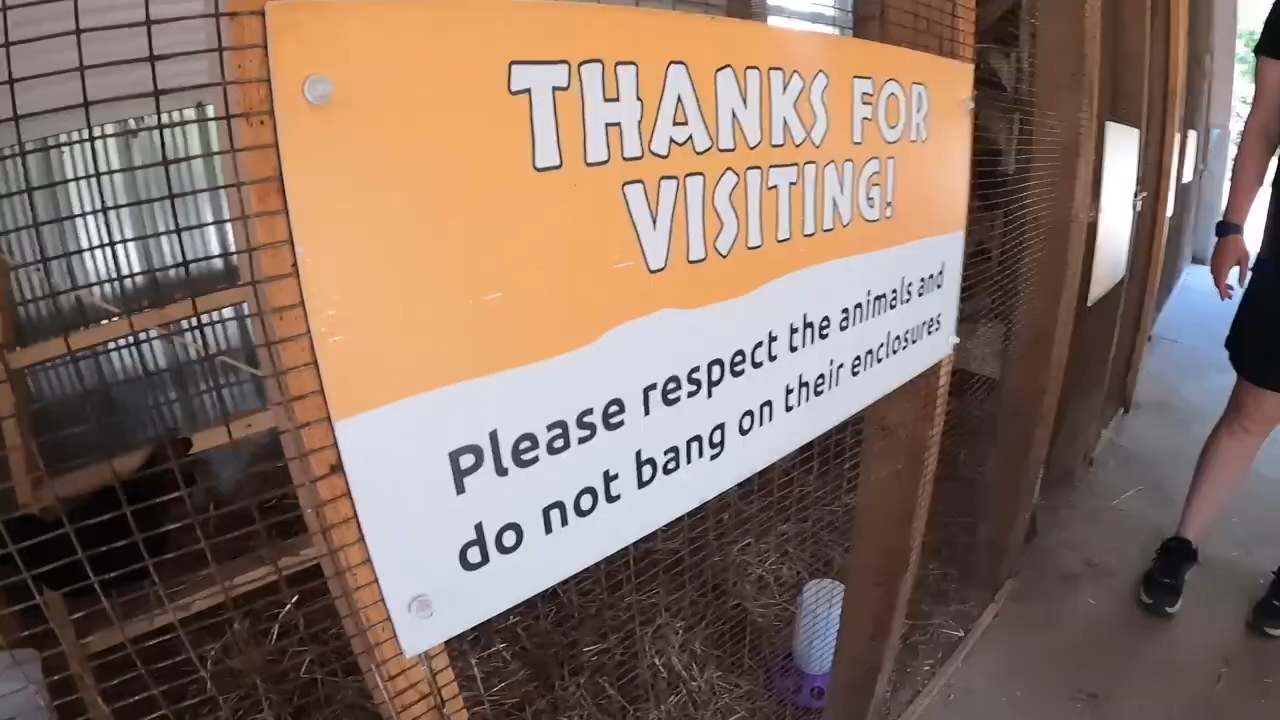 THANKS FOR
VISITING!
Please respect the animals and
do not bang on their enclosures